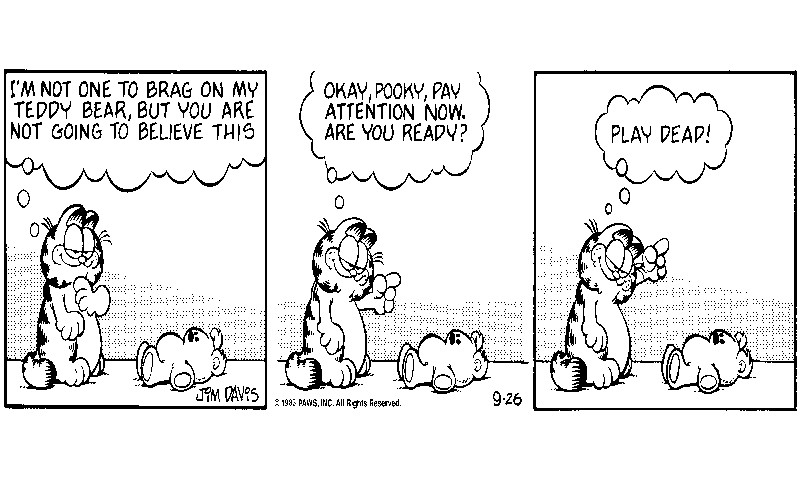 I'M NOT ONE TO BRAG ON MY
TEDDY BEAR, BUT YOU ARE
NOT GOING TO BELIEVE THIS
JIM DAVIS
OKAY, POOKY, PAY
ATTENTION NOW.
ARE YOU READY?
© 1983 PAWS, INC. All Rights Reserved.
9-26
PLAY DEAD!